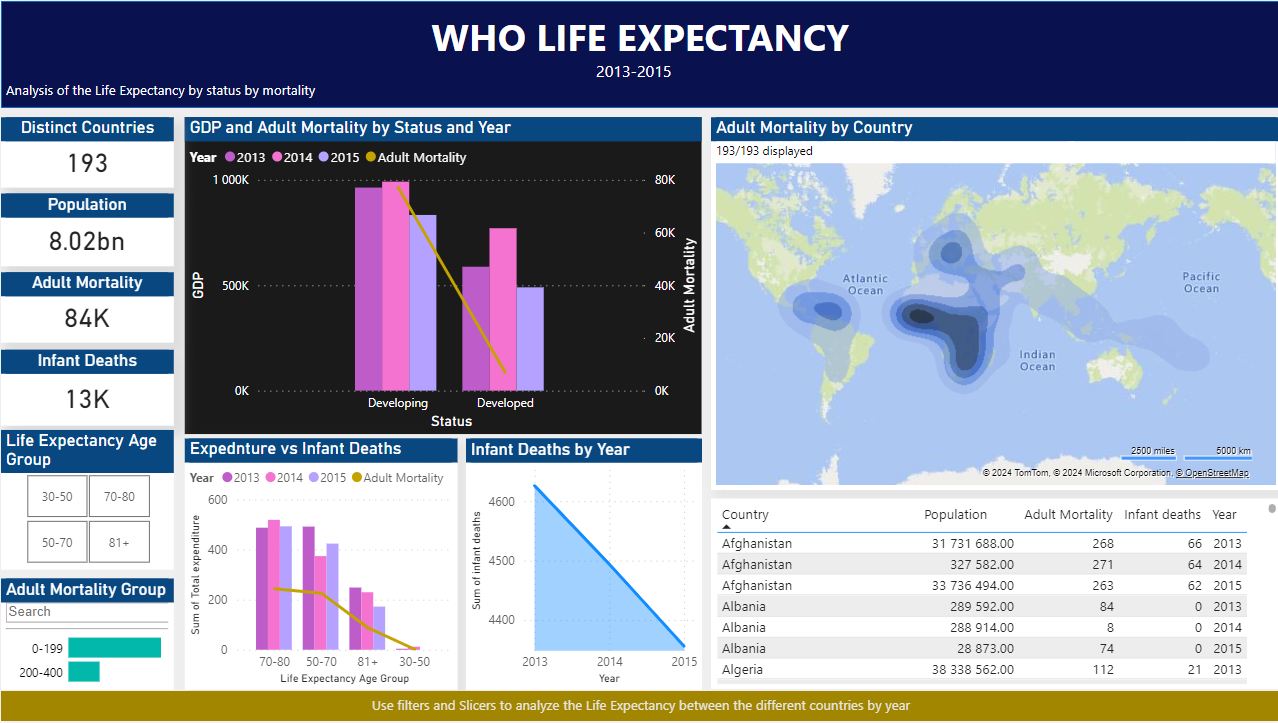 WHO LIFE EXPECTANCY
2013-2015
Analysis of the Life Expectancy by status by mortality
Distinct Countries
193
Population
8.02bn
Adult Mortality
84K
Infant Deaths
13K
Life Expectancy Age
Group
30-50 70-80
50-70 81+
Adult Mortality Group
Search
0-199
200-400
GDP and Adult Mortality by Status and Year
Year 2013 2014 2015 Adult Mortality
1 000K 80K
60K
500K 40K
20K
0K 0K
GDP
Adult Mortality
Developing Developed
Status
Expednture vs Infant Deaths
Year 2013 2014 2015 Adult Mortality
600
400
200
0
Sum of Total expenditure
70-80 50-70 81+ 30-50
Life Expectancy Age Group
Infant Deaths by Year
4600
4500
4400
Sum of infant deaths
2013 2014 2015
Year
Adult Mortality by Country
193/193 displayed
Atlantic
Ocean
Pacific
Ocean
Indian
Ocean
2500 miles 5000 km
© 2024 TomTom, © 2024 Microsoft Corporation, © OpenStreetMap
Country Population Adult Mortality Infant deaths Year
Afghanistan 31 731 688.00 268 66 2013
Afghanistan 327 582.00 271 64 2014
Afghanistan 33 736 494.00 263 62 2015
Albania 289 592.00 84 0 2013
Albania 288 914.00 8 0 2014
Albania 28 873.00 74 0 2015
Algeria 38 338 562.00 112 21 2013
Use filters and Slicers to analyze the Life Expectancy between the different countries by year